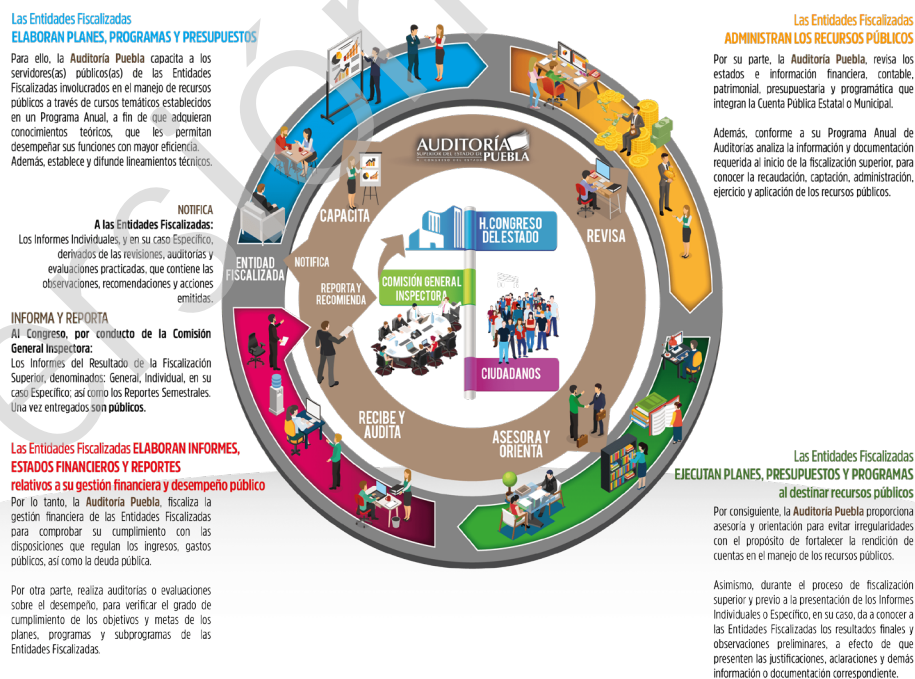 Las Entidades Fiscalizadas
ELABORAN PLANES, PROGRAMAS Y PRESUPUESTOS
Para ello, la Auditoría Puebla capacita a los
servidores(as) públicos(as) de las Entidades
Fiscalizadas involucrados en el manejo de recursos
públicos a través de cursos temáticos establecidos
en un Programa Anual, a fin de que adquieran
conocimientos teóricos, que les permitan
desempeñar sus funciones con mayor eficiencia.
Además, establece y difunde lineamientos técnicos.
NOTIFICA
A las Entidades Fiscalizadas:
Los Informes Individuales, y en su caso Específico,
derivados de las revisiones, auditorías y
evaluaciones practicadas, que contiene las
observaciones, recomendaciones y acciones
emitidas.
INFORMA Y REPORTA
Al Congreso, por conducto de la Comisión
General Inspectora:
Los Informes del Resultado de la Fiscalización
Superior, denominados: General, Individual, en su
caso Específico; así como los Reportes Semestrales.
Una vez entregados son públicos.
Las Entidades Fiscalizadas ELABORAN INFORMES,
ESTADOS FINANCIEROS Y REPORTES
relativos a su gestión financiera y desempeño público
Por lo tanto, la Auditoría Puebla, fiscaliza la
gestión financiera de las Entidades Fiscalizadas
para comprobar su cumplimiento con las
disposiciones que regulan los ingresos, gastos
públicos, así como la deuda pública.
Por otra parte, realiza auditorías o evaluaciones
sobre el desempeño, para verificar el grado de
cumplimiento de los objetivos y metas de los
planes, programas y subprogramas de las
Entidades Fiscalizadas.
AUDITORÍA
SUPERIOR DEL ESTADO DE
PUEBLA
H. CONGRESO DEL ESTADO
CAPACITA
REVISA
ENTIDAD
FISCALIZADA
NOTIFICA
REPORTA Y
RECOMIENDA
H. CONGRESO
DEL ESTADO
COMISIÓN GENERAL
INSPECTORA
CIUDADANOS
RECIBE Y
AUDITA
ASESORA Y
ORIENTA
Las Entidades Fiscalizadas
ADMINISTRAN LOS RECURSOS PÚBLICOS
Por su parte, la Auditoría Puebla, revisa los
estados e información financiera, contable,
patrimonial, presupuestaria y programática que
integran la Cuenta Pública Estatal o Municipal.
Además, conforme a su Programa Anual de
Auditorías analiza la información y documentación
requerida al inicio de la fiscalización superior, para
conocer la recaudación, captación, administración,
ejercicio y aplicación de los recursos públicos.
Las Entidades Fiscalizadas
EJECUTAN PLANES, PRESUPUESTOS Y PROGRAMAS
al destinar recursos públicos
Por consiguiente, la Auditoría Puebla proporciona
asesoría y orientación para evitar irregularidades
con el propósito de fortalecer la rendición de
cuentas en el manejo de los recursos públicos.
Asimismo, durante el proceso de fiscalización
superior y previo a la presentación de los Informes
Individuales o Específico, en su caso, da a conocer a
las Entidades Fiscalizadas los resultados finales y
observaciones preliminares, a efecto de que
presenten las justificaciones, aclaraciones y demás
información o documentación correspondiente.